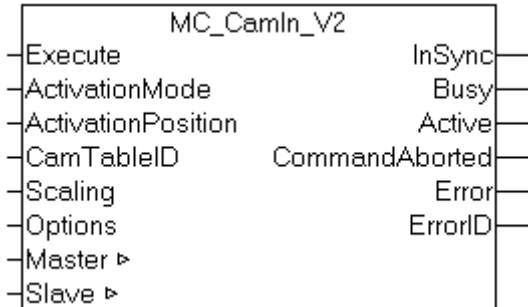 MC_CamIn_V2
Execute InSync
ActivationMode Busy
ActivationPosition Active
CamTableID CommandAborted
Scaling Error
Options ErrorID
Master
Slave